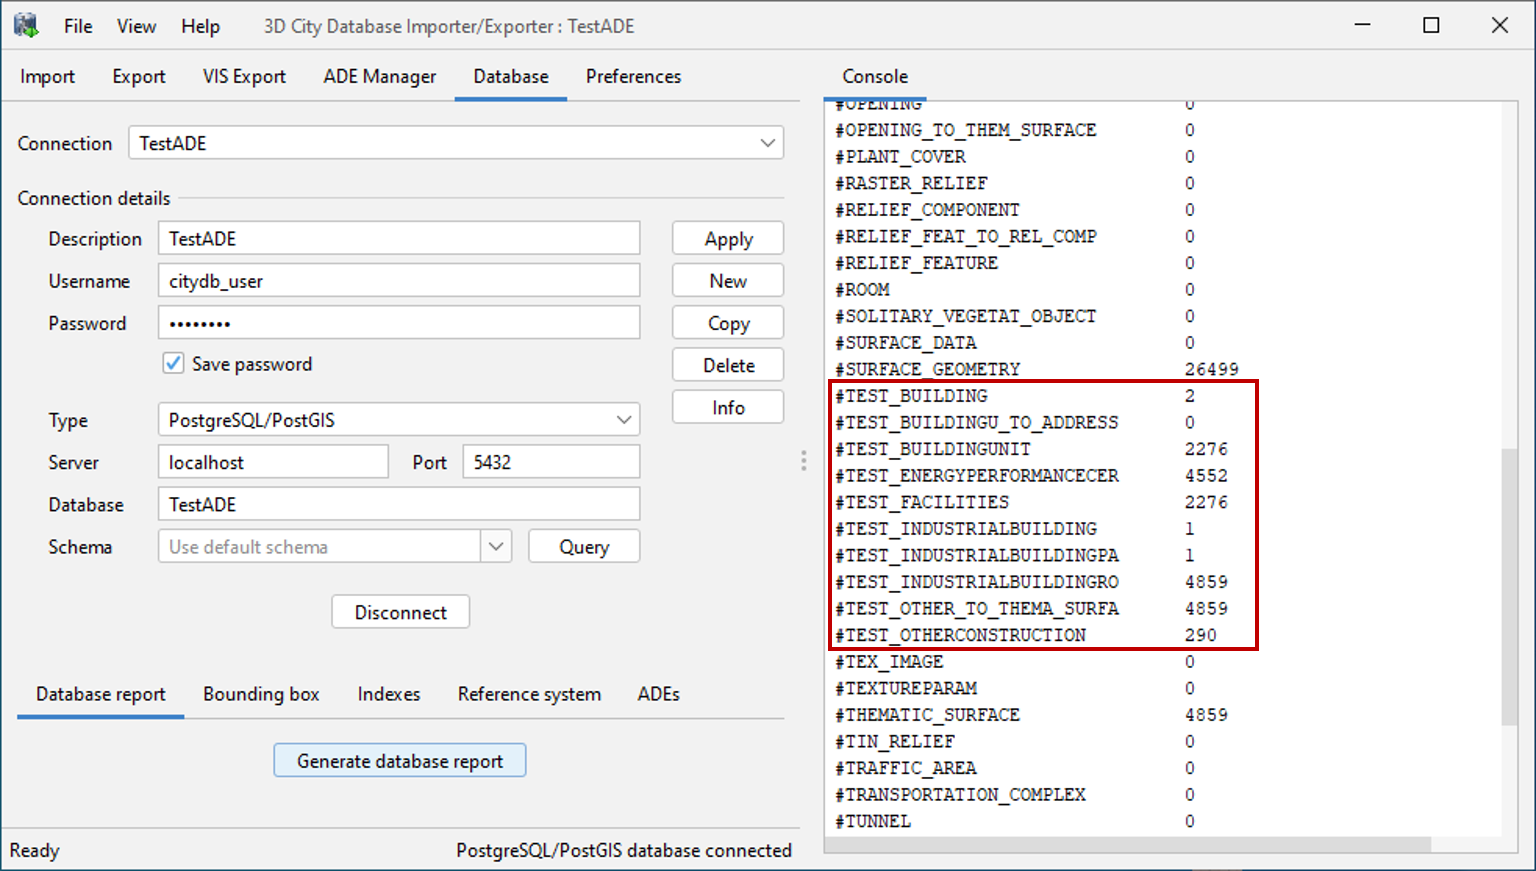 File View Help 3D City Database Importer/Exporter : TestADE
Import Export VIS Export ADE Manager Database Preferences
Connection TestADE
Connection details
Description TestADE Apply
Username citydb_user New
Password •••••••• Copy
Save password Delete
Info
Type PostgreSQL/PostGIS
Server localhost Port 5432
Database TestADE
Schema Use default schema Query
Disconnect
Database report Bounding box Indexes Reference system ADEs
Generate database report
Ready PostgreSQL/PostGIS database connected
Console
#OPENING 0
#OPENING_TO_THEM_SURFACE 0
#PLANT_COVER 0
#RASTER_RELIEF 0
#RELIEF_COMPONENT 0
#RELIEF_FEAT_TO_REL_COMP 0
#RELIEF_FEATURE 0
#ROOM 0
#SOLITARY_VEGETAT_OBJECT 0
#SURFACE_DATA 0
#SURFACE_GEOMETRY 26499
#TEST_BUILDING 2
#TEST_BUILDINGU_TO_ADDRESS 0
#TEST_BUILDINGUNIT 2276
#TEST_ENERGYPERFORMANCECER 4552
#TEST_FACILITIES 2276
#TEST_INDUSTRIALBUILDING 1
#TEST_INDUSTRIALBUILDINGPA 1
#TEST_INDUSTRIALBUILDINGRO 4859
#TEST_OTHER_TO_THEMA_SURFA 4859
#TEST_OTHERCONSTRUCTION 290
#TEX_IMAGE 0
#TEXTUREPARAM 0
#THEMATIC_SURFACE 4859
#TIN_RELIEF 0
#TRAFFIC_AREA 0
#TRANSPORTATION_COMPLEX 0
#TUNNEL 0